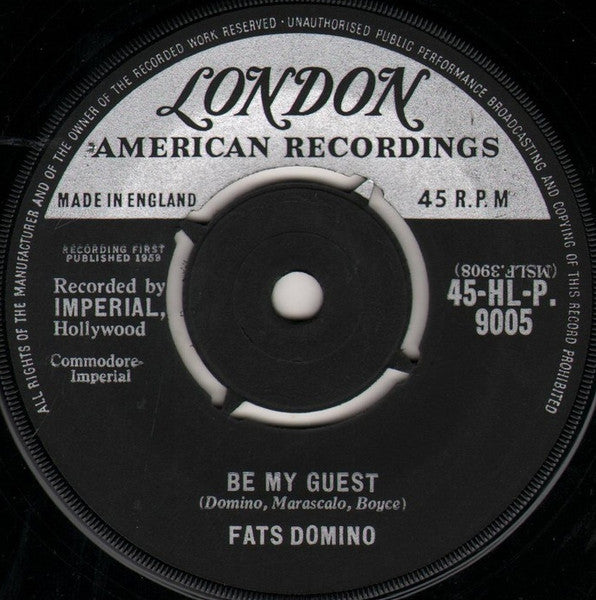 ALL RIGHTS OF THE MANUFACTURER AND OF THE OWNER OF THE RECORDED WORK RESERVED · UNAUTHORISED PUBLIC PERFORMANCE BROADCASTING AND COPYING OF THIS RECORD PROHIBITED
LONDON
AMERICAN RECORDINGS
MADE IN ENGLAND
45 R.P.M
RECORDING FIRST
PUBLISHED 1959
Recorded by
IMPERIAL,
Hollywood
Commodore-
Imperial
(MSLF.3908)
45-HL-P.
9005
BE MY GUEST
(Domino, Marascalo, Boyce)
FATS DOMINO